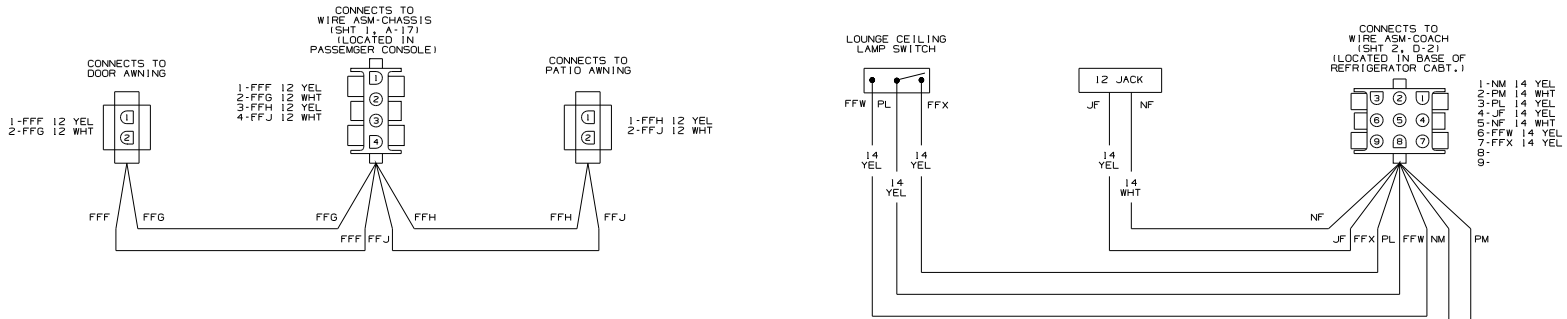 CONNECTS TO
DOOR AWNING
1-FFF 12 YEL
2-FFG 12 WHT
1
2
FFF
FFG
CONNECTS TO
WIRE ASM-CHASSIS
(SHT 1, A-17)
(LOCATED IN
PASSEMGER CONSOLE)
1-FFF 12 YEL
2-FFG 12 WHT
3-FFH 12 YEL
4-FFJ 12 WHT
1
2
3
4
FFG
FFF
FFJ
FFH
CONNECTS TO
PATIO AWNING
1
2
1-FFH 12 YEL
2-FFJ 12 WHT
FFH
FFJ
LOUNGE CEILING
LAMP SWITCH
FFW
PL
FFX
14
YEL
14
YEL
14
YEL
12 JACK
JF
NF
14
YEL
14
WHT
CONNECTS TO
WIRE ASM-COACH
(SHT 2, D-2)
(LOCATED IN BASE OF
REFRIGERATOR CABT.)
3 2 1
6 5 4
9 8 7
1-NM 14 YEL
2-PM 14 WHT
3-PL 14 YEL
4-JF 14 YEL
5-NF 14 WHT
6-FFW 14 YEL
7-FFX 14 YEL
8-
9-
NF
JF
FFX
PL
FFW
NM
PM